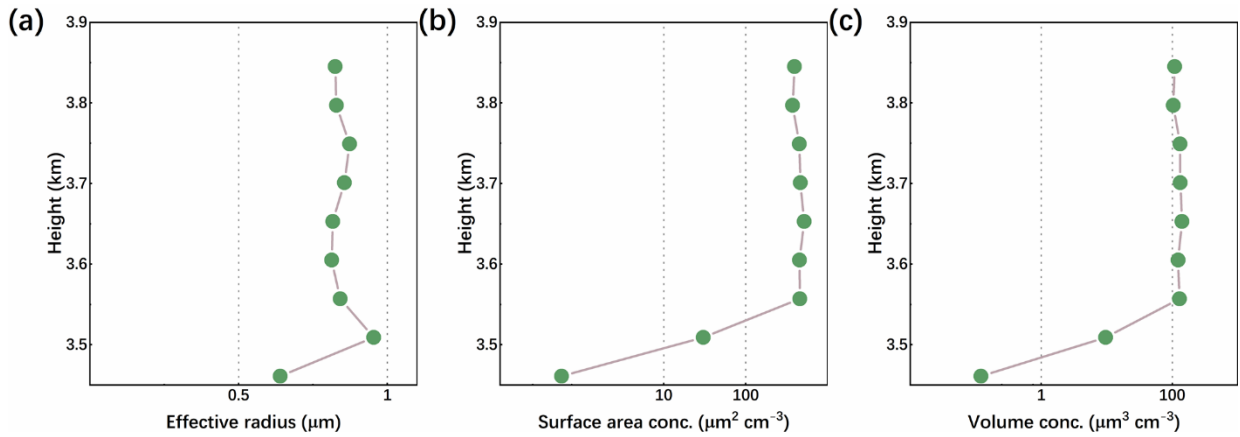 (a)
3.9
3.8
3.7
3.6
3.5
Height (km)
0.5 1
Effective radius (μm)
(b)
3.9
3.8
3.7
3.6
3.5
Height (km)
10 100
Surface area conc. (μm² cm⁻³)
(c)
3.9
3.8
3.7
3.6
3.5
Height (km)
1 100
Volume conc. (μm³ cm⁻³)